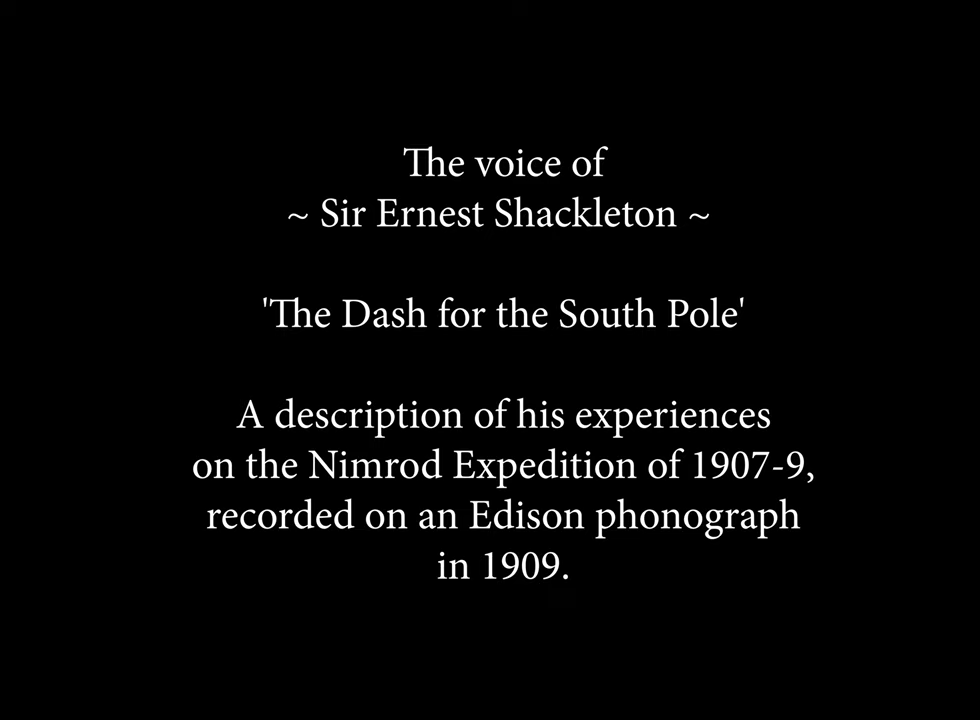 The voice of
~ Sir Ernest Shackleton ~
'The Dash for the South Pole'
A description of his experiences
on the Nimrod Expedition of 1907-9,
recorded on an Edison phonograph
in 1909.